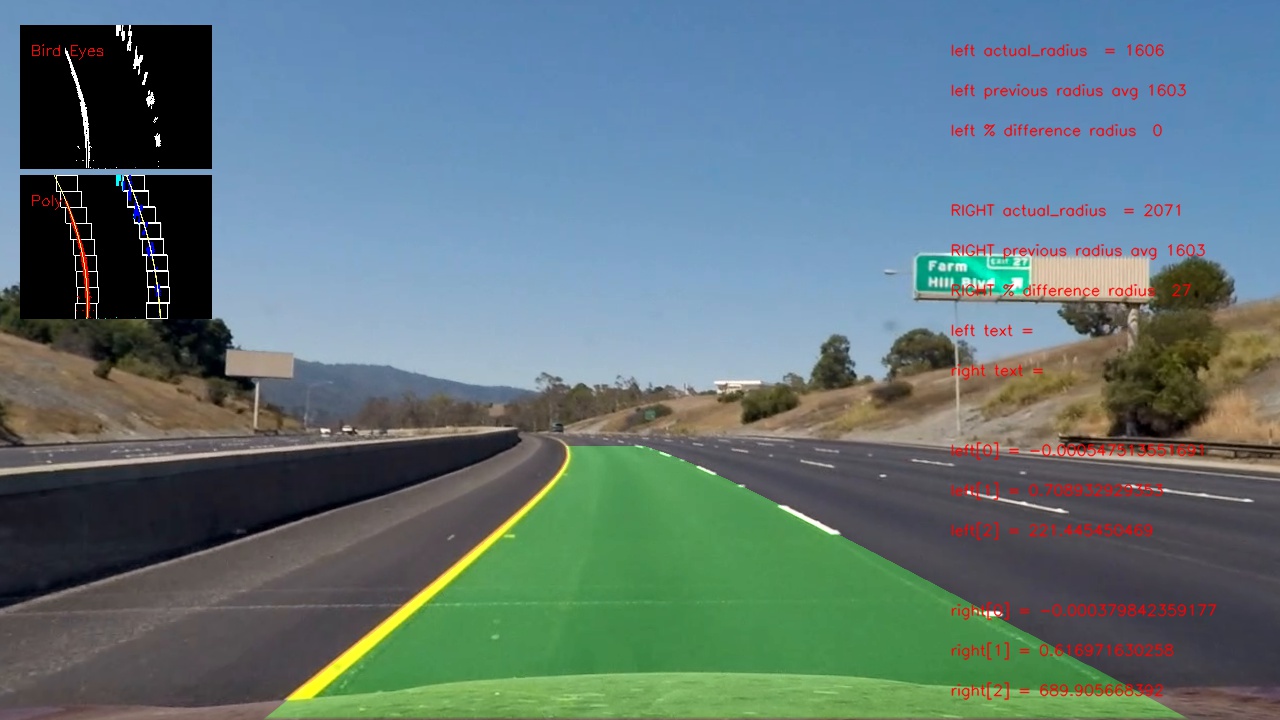 Bird Eyes
Poly
left actual_radius = 1606
left previous radius avg 1603
left % difference radius 0
RIGHT actual_radius = 2071
RIGHT previous radius avg 1603
EXIT 27
Farm
Hill Blvd
RIGHT % difference radius 27
left text =
right text =
left[0] = -0.000547313551691
left[1] = 0.708932929353
left[2] = 221.445450469
right[0] = -0.000379842359177
right[1] = 0.616971630258
right[2] = 689.905668392